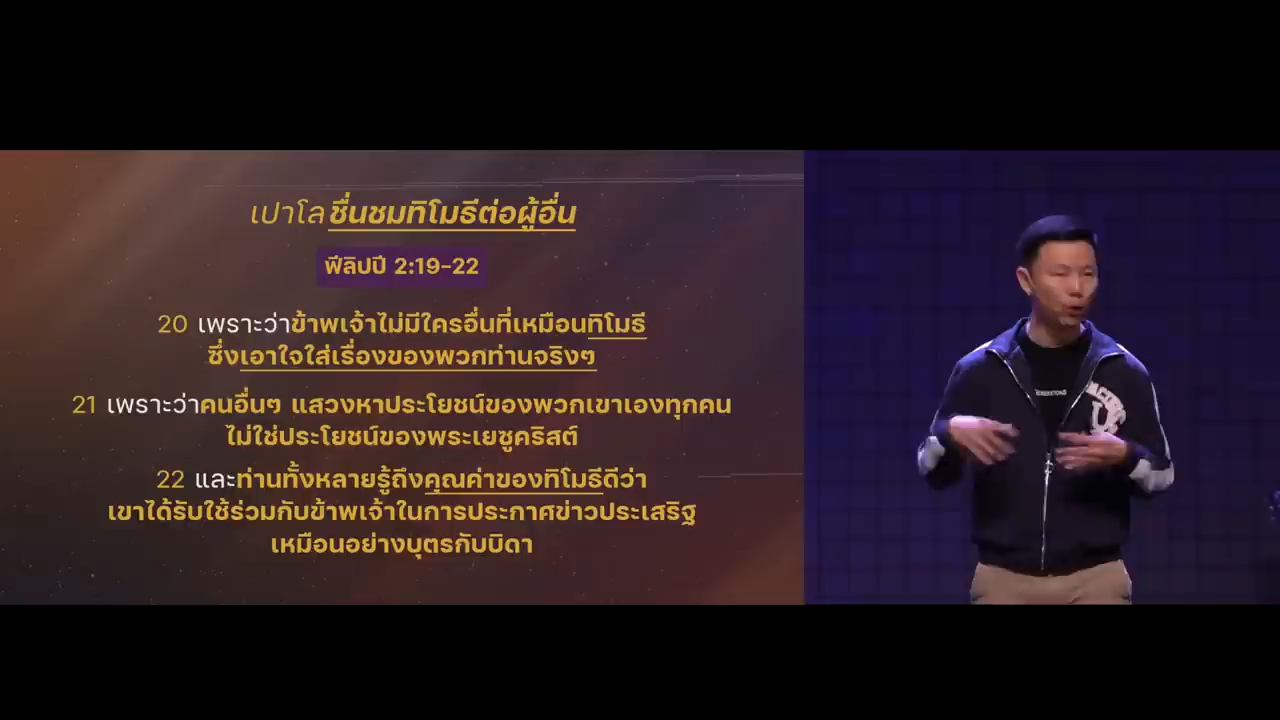 เปาโล ชื่นชมทิโมธีต่อผู้อื่น
ฟีลิปปี 2:19-22
20 เพราะว่าข้าพเจ้าไม่มีใครอื่นที่เหมือนทิโมธี
ซึ่งเอาใจใส่เรื่องของพวกท่านจริงๆ
21 เพราะว่าคนอื่นๆ แสวงหาประโยชน์ของพวกเขาเองทุกคน
ไม่ใช่ประโยชน์ของพระเยซูคริสต์
22 และท่านทั้งหลายรู้ถึงคุณค่าของทิโมธีดีว่า
เขาได้รับใช้ร่วมกับข้าพเจ้าในการประกาศข่าวประเสริฐ
เหมือนอย่างบุตรกับบิดา